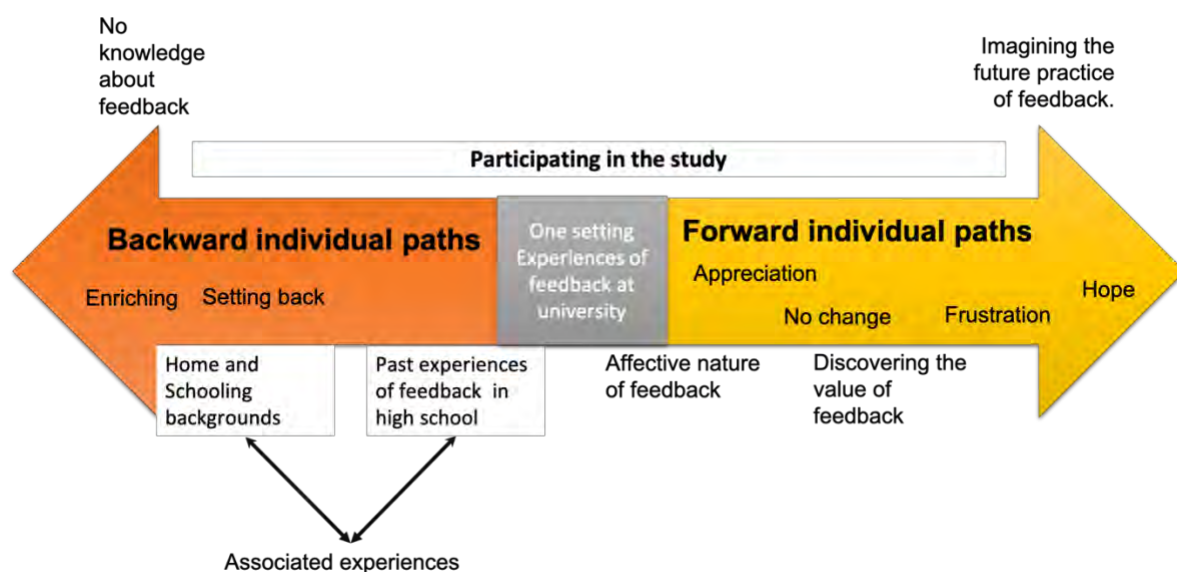 No
knowledge
about
feedback
Imagining the
future practice
of feedback.
Participating in the study
Backward individual paths
One setting
Experiences of
feedback at
university
Forward individual paths
Enriching
Setting back
Appreciation
No change
Frustration
Hope
Home and
Schooling
backgrounds
Past experiences
of feedback in
high school
Affective nature
of feedback
Discovering the
value of
feedback
Associated experiences